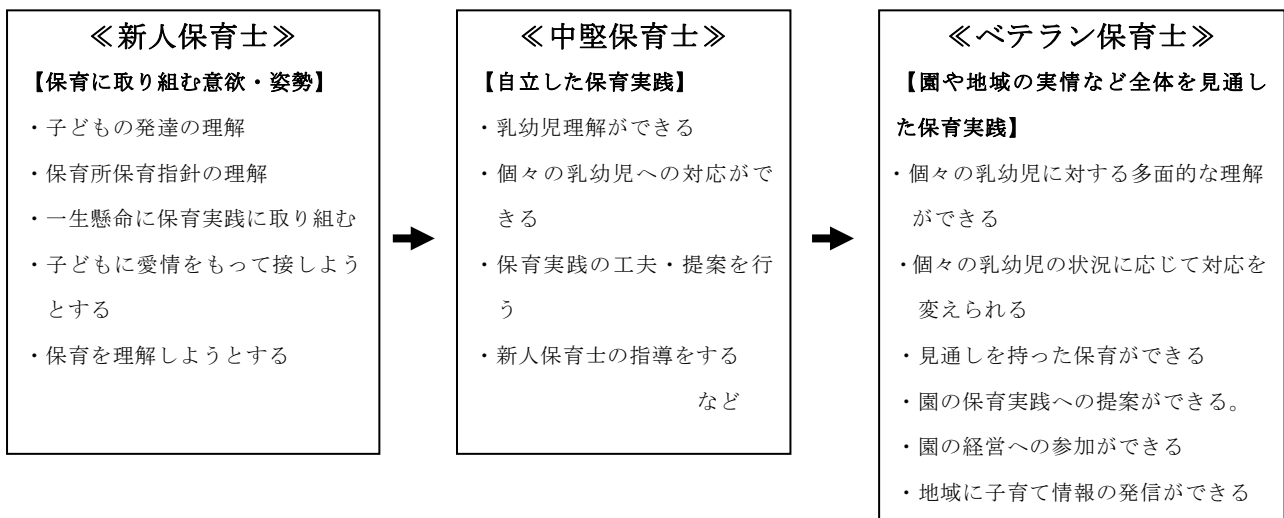 ≪新人保育士≫
【保育に取り組む意欲・姿勢】
・子どもの発達の理解
・保育所保育指針の理解
・一生懸命に保育実践に取り組む
・子どもに愛情をもって接しよう
とする
・保育を理解しようとする
≪中堅保育士≫
【自立した保育実践】
・乳幼児理解ができる
・個々の乳幼児への対応がで
きる
・保育実践の工夫・提案を行
う
・新人保育士の指導をする
など
≪ベテラン保育士≫
【園や地域の実情など全体を見通し
た保育実践】
・個々の乳幼児に対する多面的な理解
ができる
・個々の乳幼児の状況に応じて対応を
変えられる
・見通しを持った保育ができる
・園の保育実践への提案ができる。
・園の経営への参加ができる
・地域に子育て情報の発信ができる